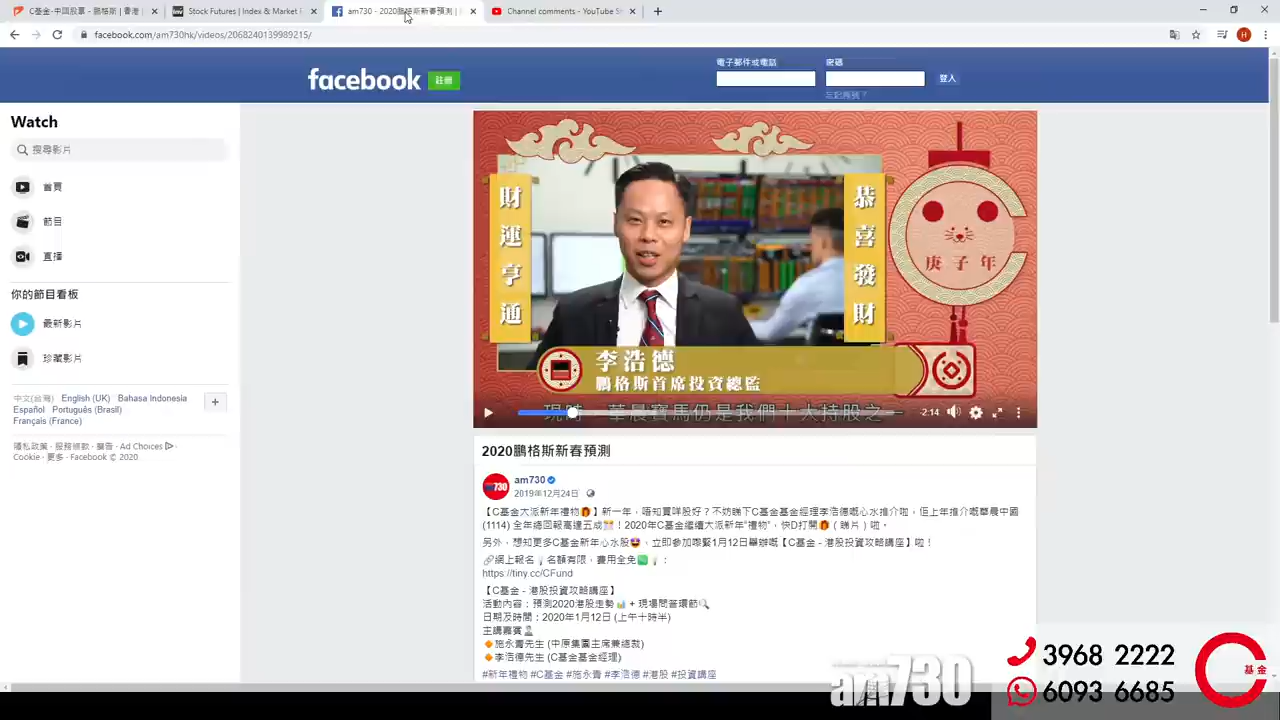 C基金-中國股票 - 鵬格斯 | 香港
Stock Futures | Index & Market F
am730 - 2020鵬格斯新春預測 |
Channel comments - YouTube St
facebook.com/am730hk/videos/2068240139989215/
H
facebook
註冊
電子郵件或電話
密碼
登入
忘記帳號？
Watch
搜尋影片
首頁
節目
直播
你的節目看板
最新影片
珍藏影片
中文(台灣) English (UK) Bahasa Indonesia
Español Português (Brasil)
Français (France)
隱私政策 · 服務條款 · 廣告 · Ad Choices ·
Cookie · 更多 · Facebook © 2020
財運亨通
恭喜發財
庚子年
李浩德
鵬格斯首席投資總監
現時，華晨寶馬仍是我們十大持股之一
-2:14
2020鵬格斯新春預測
am730
am730
2019年12月24日
【C基金大派新年禮物🎁】新一年，唔知買咩股好？不妨睇下C基金基金經理李浩德嘅心水推介啦，佢上年推介嘅華晨中國
(1114) 全年總回報高達五成🎊！2020年C基金繼續大派新年"禮物"，快D打開🎁（睇片）啦。
另外，想知更多C基金新年心水股😍，立即參加嚟緊1月12日舉辦嘅【C基金 - 港股投資攻略講座】啦！
🔗網上報名💡名額有限，費用全免💹💡：
https://tiny.cc/CFund
【C基金 - 港股投資攻略講座】
活動內容：預測2020港股走勢📊 + 現場問答環節🔍
日期及時間：2020年1月12日 (上午十時半)
主講嘉賓
🔸施永青先生 (中原集團主席兼總裁)
🔸李浩德先生 (C基金基金經理)
#新年禮物 #C基金 #施永青 #李浩德 #港股 #投資講座
am730
3968 2222
6093 6685
基金